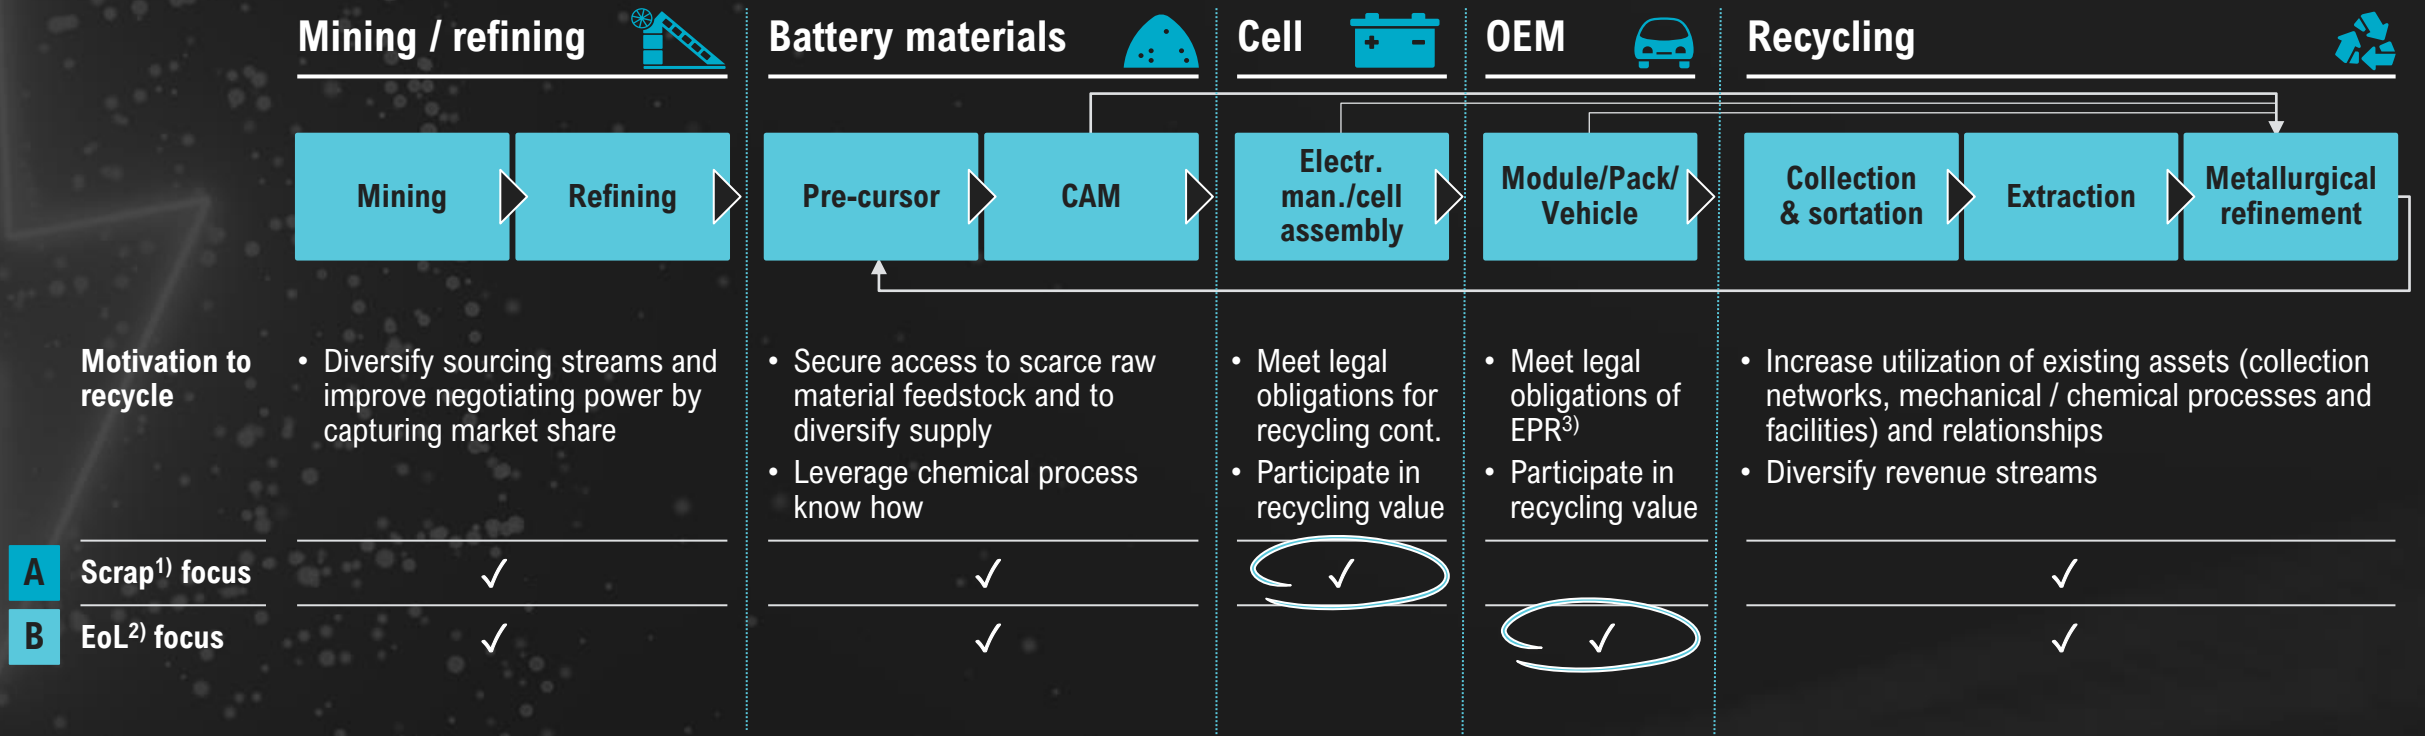 Mining / refining
Battery materials
Cell
OEM
Recycling
Mining
Refining
Pre-cursor
CAM
Electr.
man./cell
assembly
Module/Pack/
Vehicle
Collection
& sortation
Extraction
Metallurgical
refinement
Motivation to
recycle
• Diversify sourcing streams and
improve negotiating power by
capturing market share
• Secure access to scarce raw
material feedstock and to
diversify supply
• Leverage chemical process
know how
• Meet legal
obligations for
recycling cont.
• Participate in
recycling value
• Meet legal
obligations of
EPR3)
• Participate in
recycling value
• Increase utilization of existing assets (collection
networks, mechanical / chemical processes and
facilities) and relationships
• Diversify revenue streams
A
Scrap1) focus
✓ ✓ ✓ ✓
B
EoL2) focus
✓ ✓ ✓ ✓